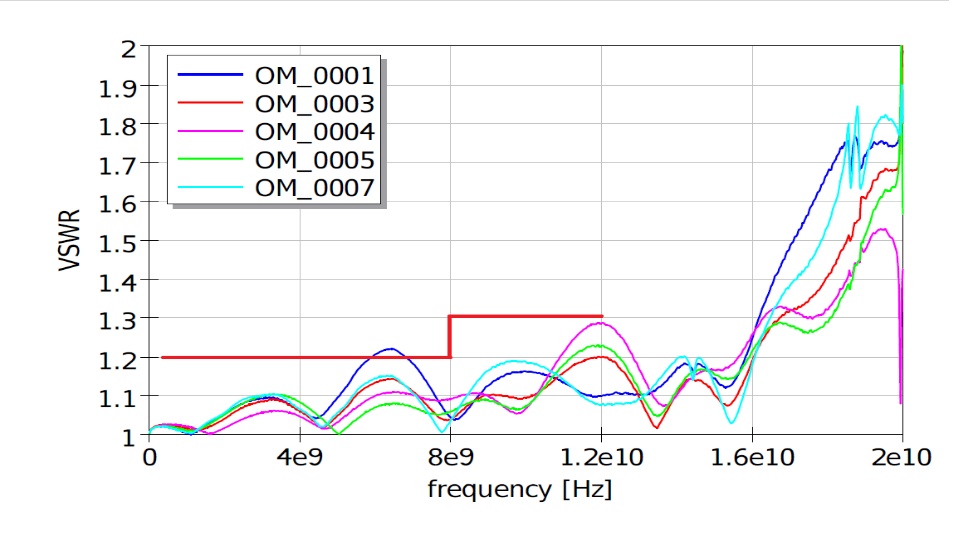 2
1.9
1.8
1.7
1.6
1.5
1.4
1.3
1.2
1.1
1
VSWR
OM_0001
OM_0003
OM_0004
OM_0005
OM_0007
0 4e9 8e9 1.2e10 1.6e10 2e10
frequency [Hz]